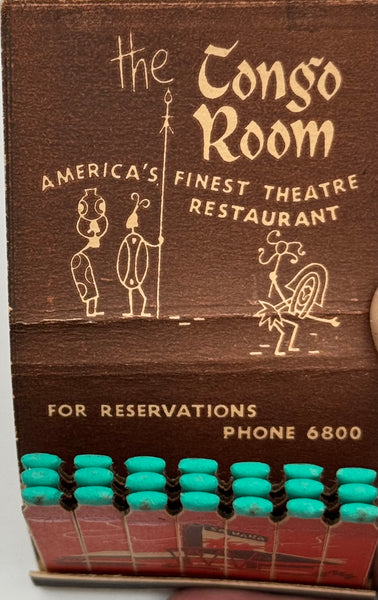 the Congo
Room
AMERICA'S FINEST THEATRE
RESTAURANT
FOR RESERVATIONS
PHONE 6800